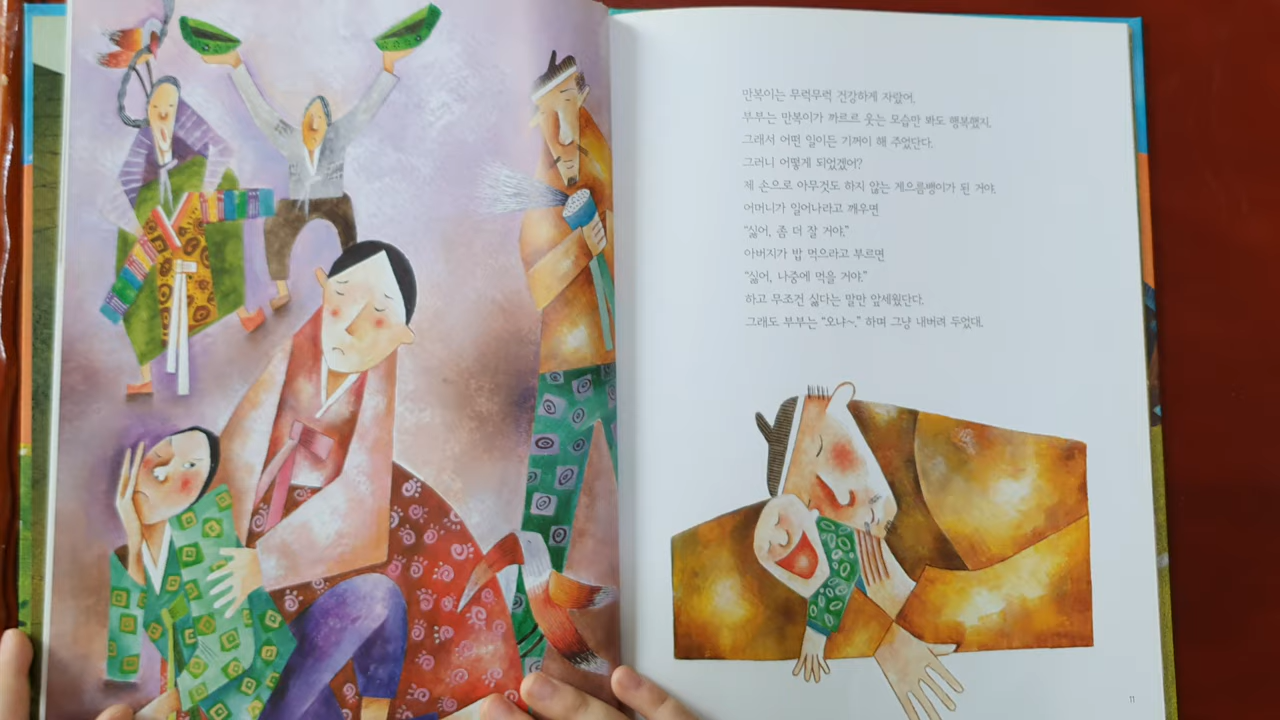 만복이는 무럭무럭 건강하게 자랐어.
부부는 만복이가 까르르 웃는 모습만 봐도 행복했지.
그래서 어떤 일이든 기꺼이 해 주었단다.
그러니 어떻게 되었겠어?
제 손으로 아무것도 하지 않는 게으름뱅이가 된 거야.
어머니가 일어나라고 깨우면
"싫어, 좀 더 잘 거야."
아버지가 밥 먹으라고 부르면
"싫어, 나중에 먹을 거야."
하고 무조건 싫다는 말만 앞세웠단다.
그래도 부부는 "오냐~." 하며 그냥 내버려 두었대.
11